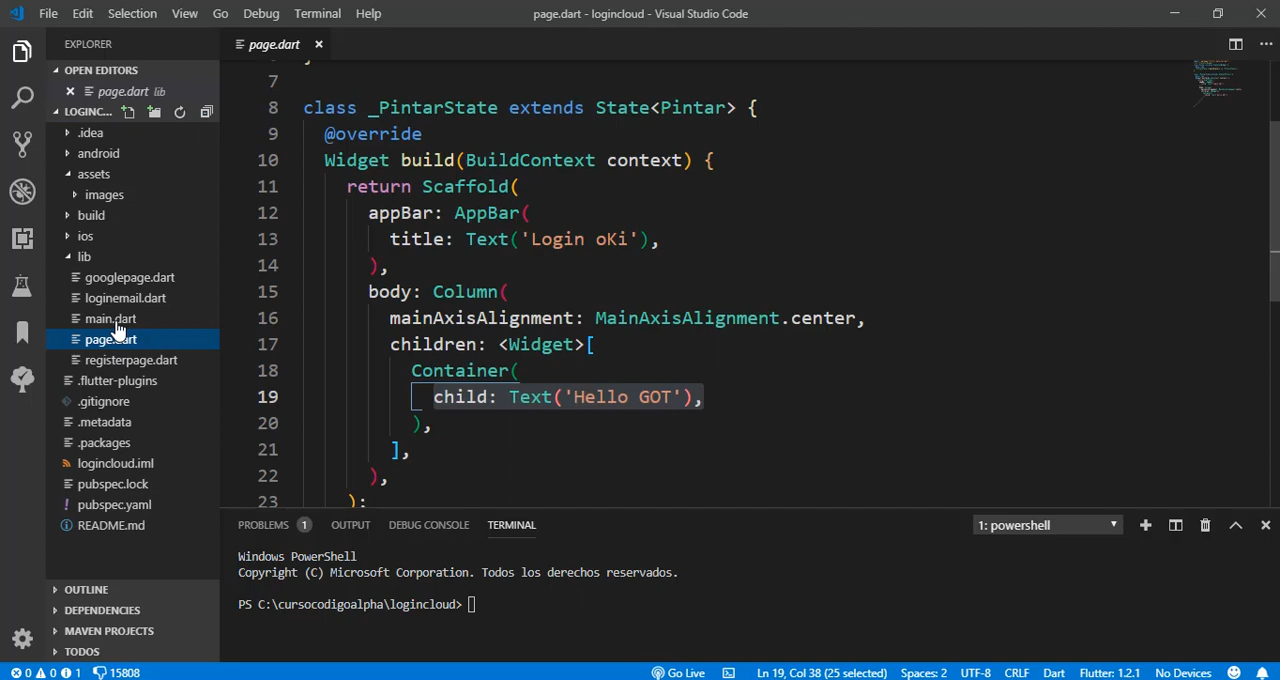 File Edit Selection View Go Debug Terminal Help page.dart - logincloud - Visual Studio Code
EXPLORER
page.dart
OPEN EDITORS
page.dart lib
LOGINC...
.idea
android
assets
images
build
ios
lib
googlepage.dart
loginemail.dart
main.dart
page.dart
registerpage.dart
.flutter-plugins
.gitignore
.metadata
.packages
logincloud.iml
pubspec.lock
pubspec.yaml
README.md
OUTLINE
DEPENDENCIES
MAVEN PROJECTS
TODOS
7
8 class _PintarState extends State<Pintar> {
9 @override
10 Widget build(BuildContext context) {
11 return Scaffold(
12 appBar: AppBar(
13 title: Text('Login oKi'),
14 ),
15 body: Column(
16 mainAxisAlignment: MainAxisAlignment.center,
17 children: <Widget>[
18 Container(
19 child: Text('Hello GOT'),
20 ),
21 ],
22 ),
23 );
PROBLEMS 1 OUTPUT DEBUG CONSOLE TERMINAL 1: powershell
Windows PowerShell
Copyright (C) Microsoft Corporation. Todos los derechos reservados.
PS C:\cursocodigoalpha\logincloud>
0 0 1 15808 Go Live Ln 19, Col 38 (25 selected) Spaces: 2 UTF-8 CRLF Dart Flutter: 1.2.1 No Devices